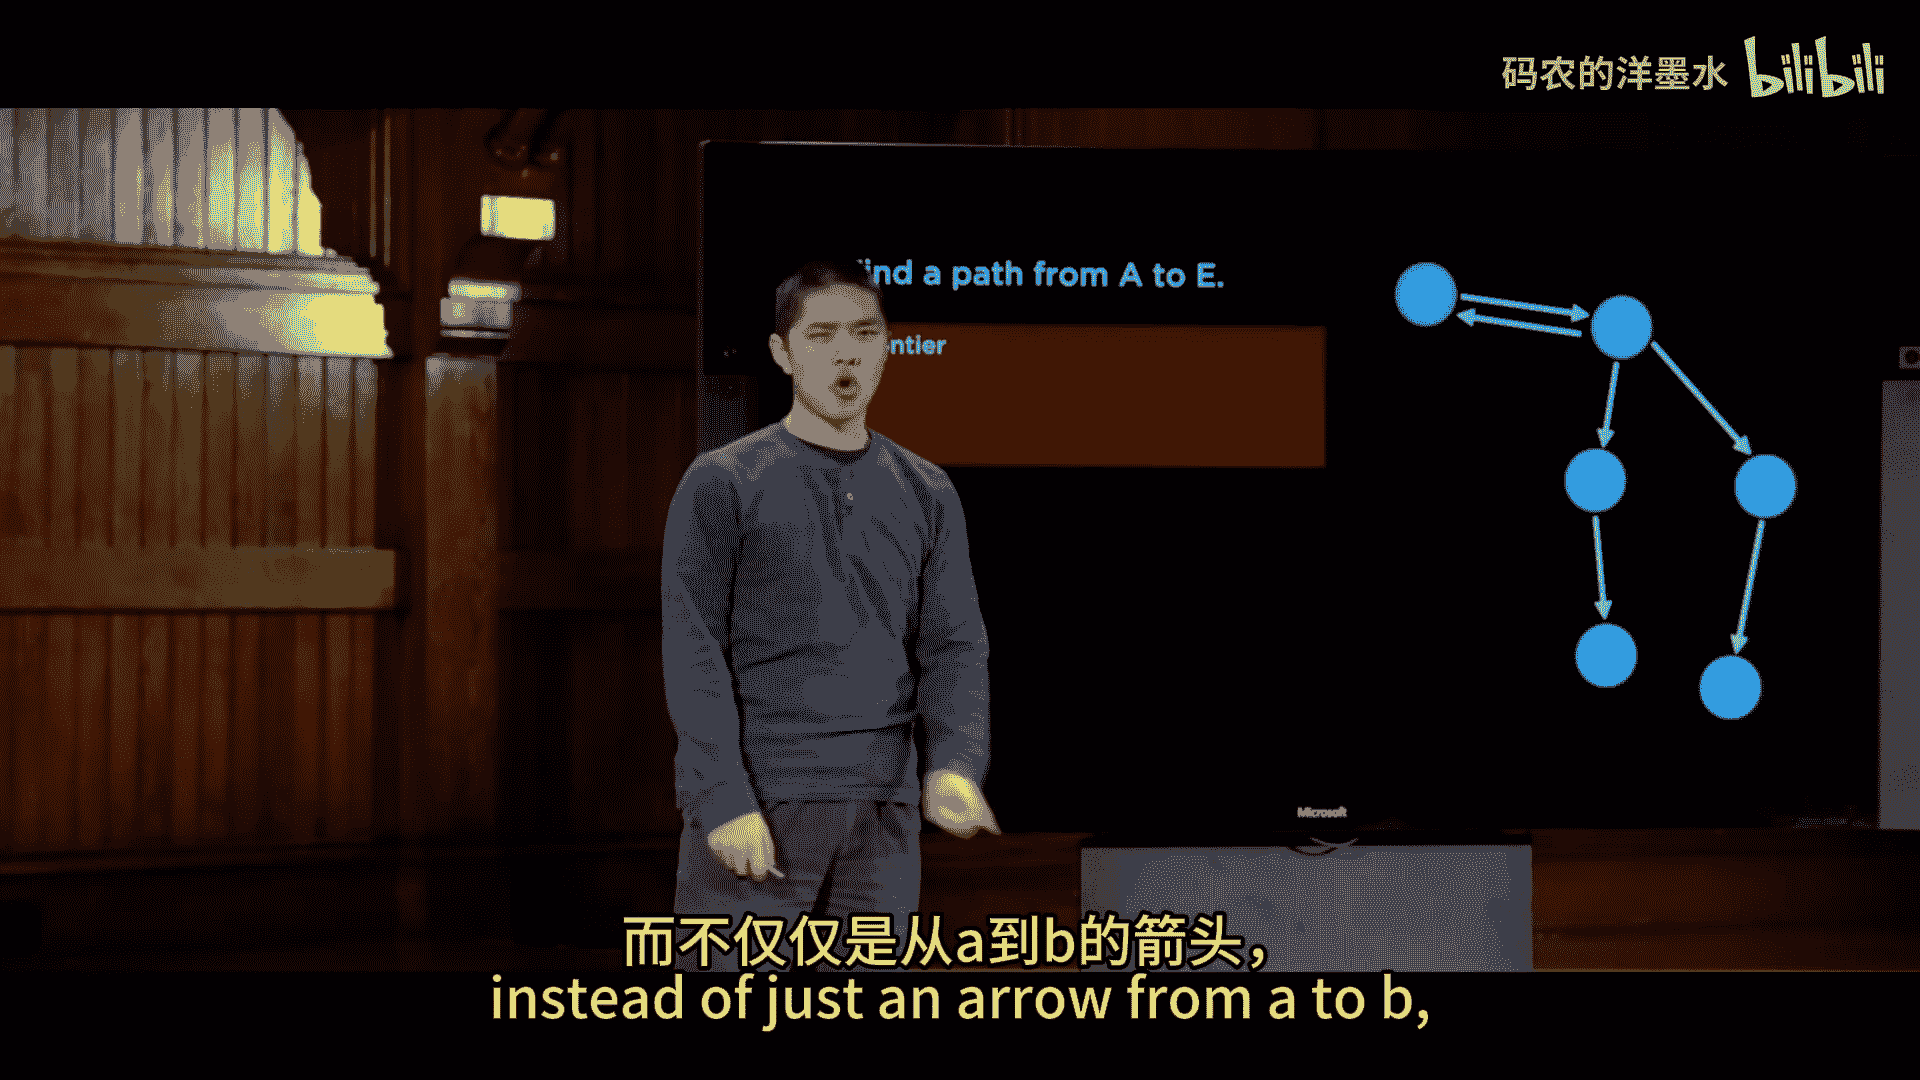 码农的洋墨水 bilibili
ind a path from A to E.
ntier
Microsoft
而不仅仅是从a到b的箭头，
instead of just an arrow from a to b,